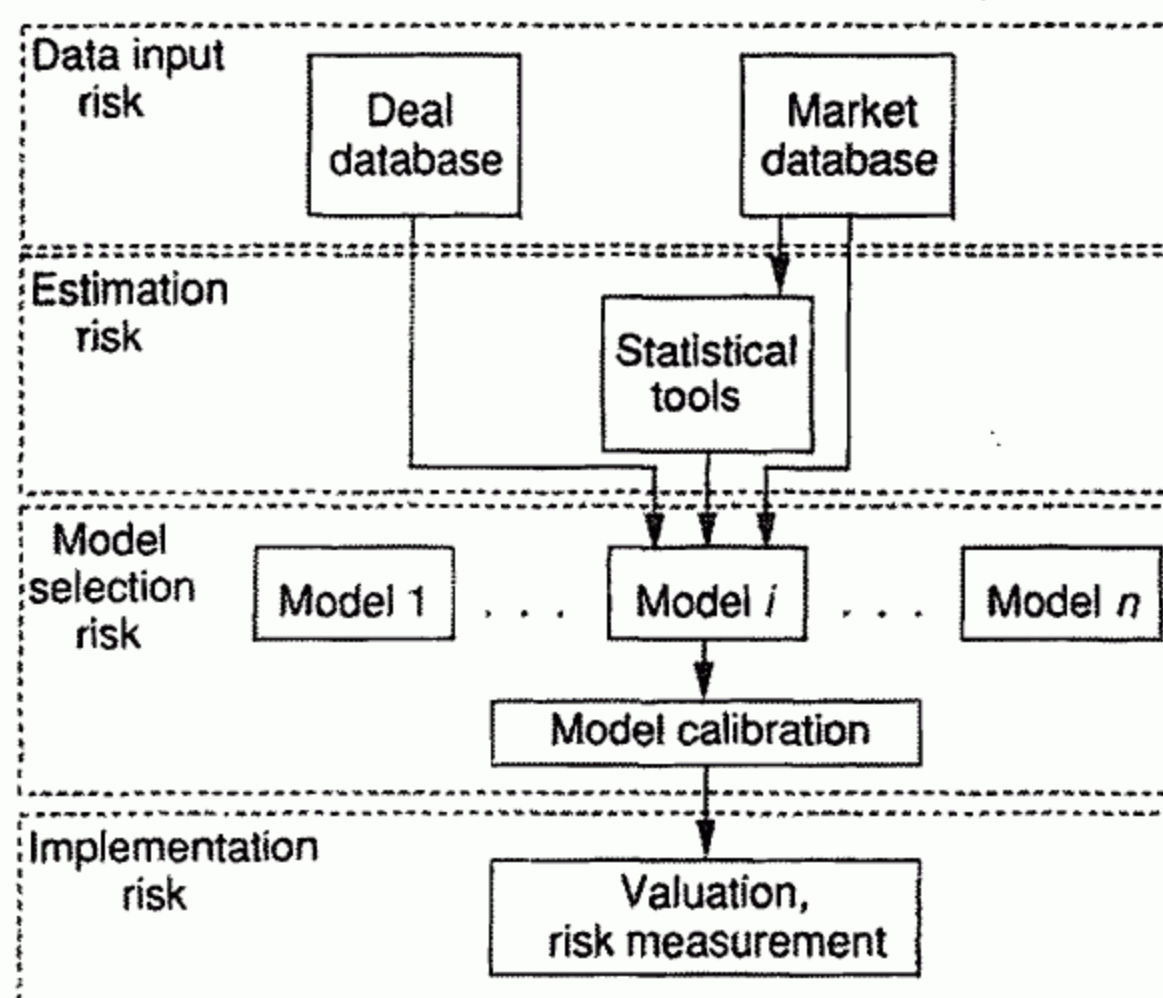 Data input
risk
Deal
database
Market
database
Estimation
risk
Statistical
tools
Model
selection
risk
Model 1
. . .
Model i
. . .
Model n
Model calibration
Implementation
risk
Valuation,
risk measurement